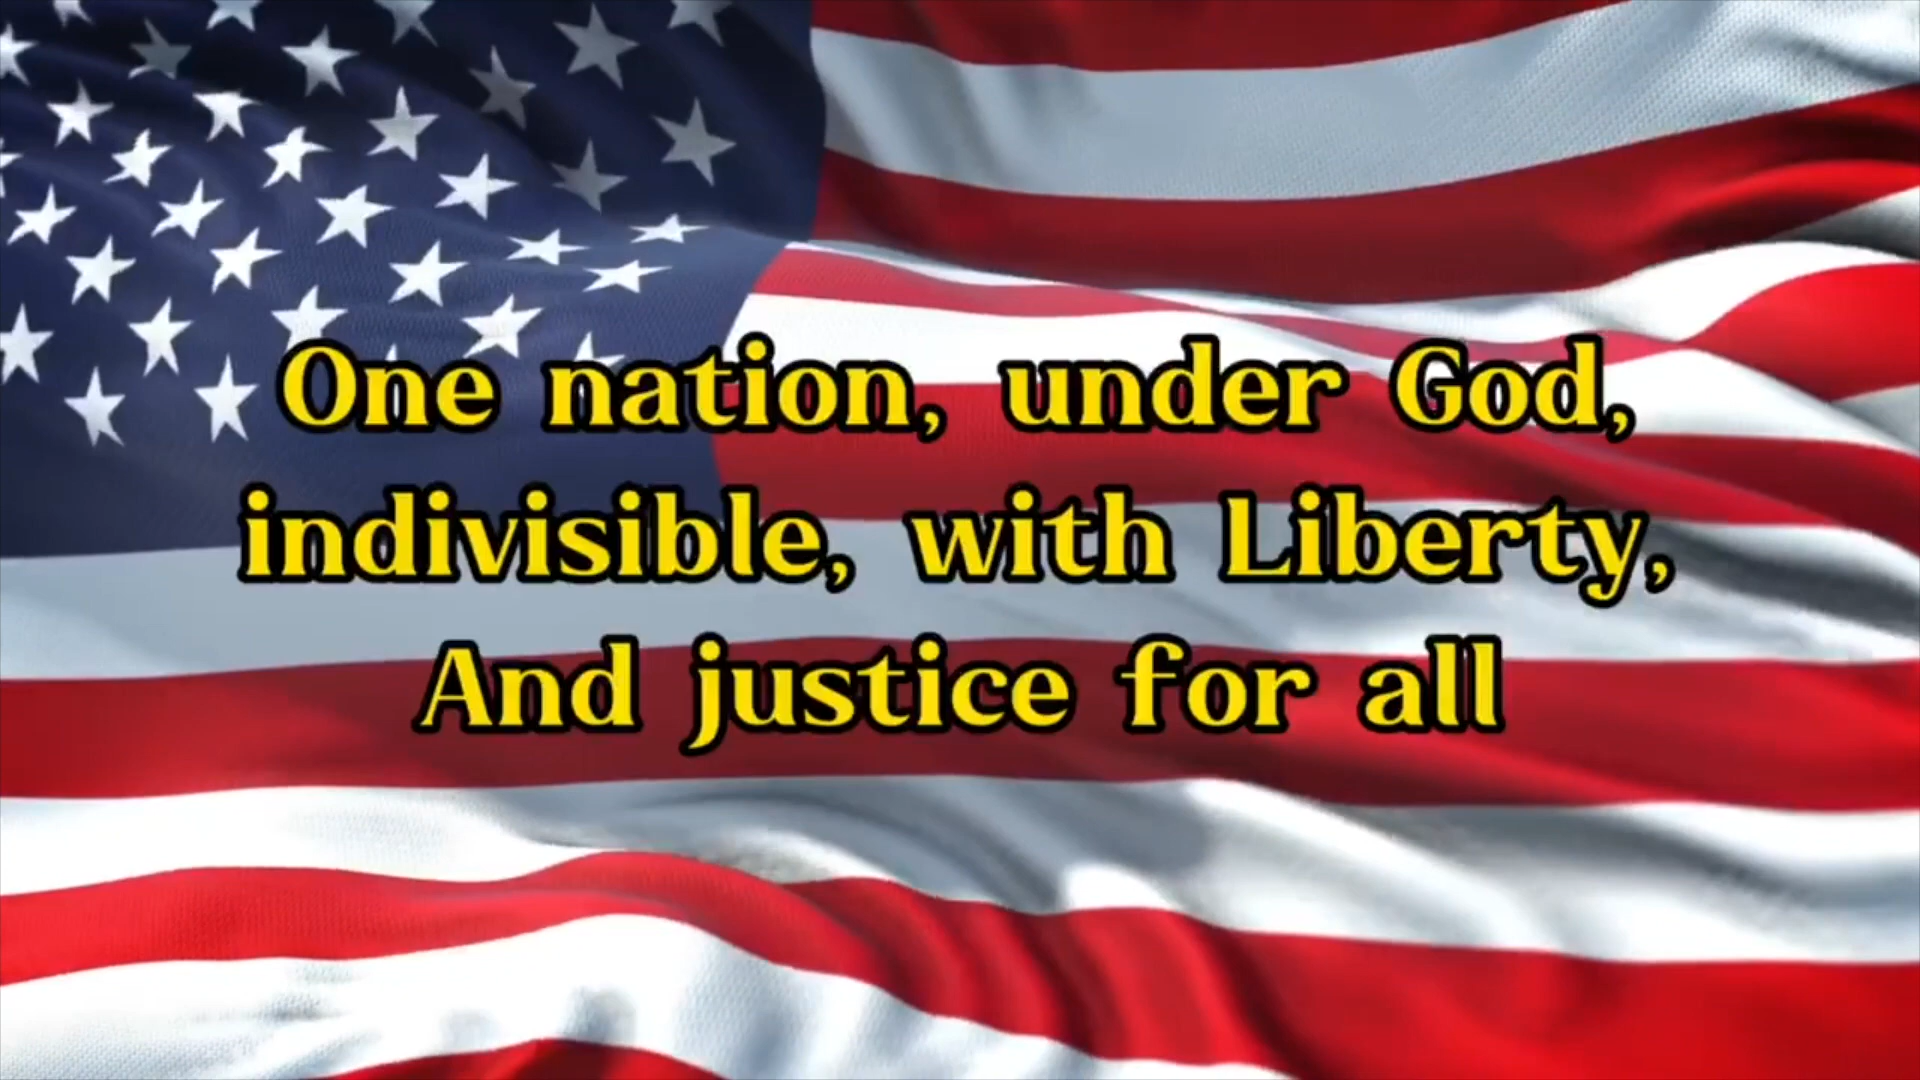 One nation, under God,
indivisible, with Liberty,
And justice for all